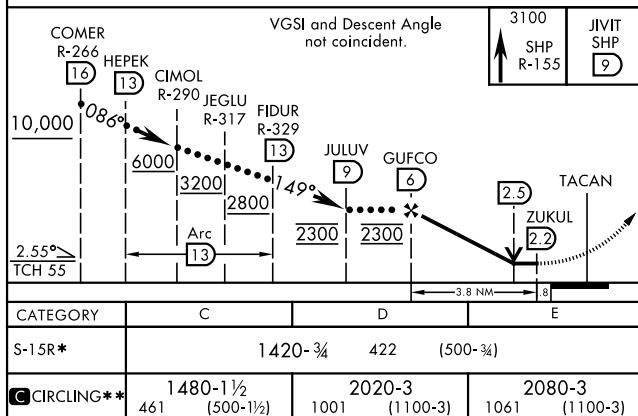 VGSI and Descent Angle
not coincident.
3100
SHP
R-155
JIVIT
SHP
9
COMER
R-266
16
HEPEK
13
CIMOL
R-290
JEGLU
R-317
FIDUR
R-329
13
JULUV
9
GUFCO
6
2.5
TACAN
ZUKUL
2.2
086°
149°
10,000
6000
3200
2800
2300
2300
Arc
13
2.55°
TCH 55
3.8 NM
.8
CATEGORY C D E
S-15R* 1420-¾ 422 (500-¾)
C CIRCLING** 1480-1½ 2020-3 2080-3
461 (500-1½) 1001 (1100-3) 1061 (1100-3)